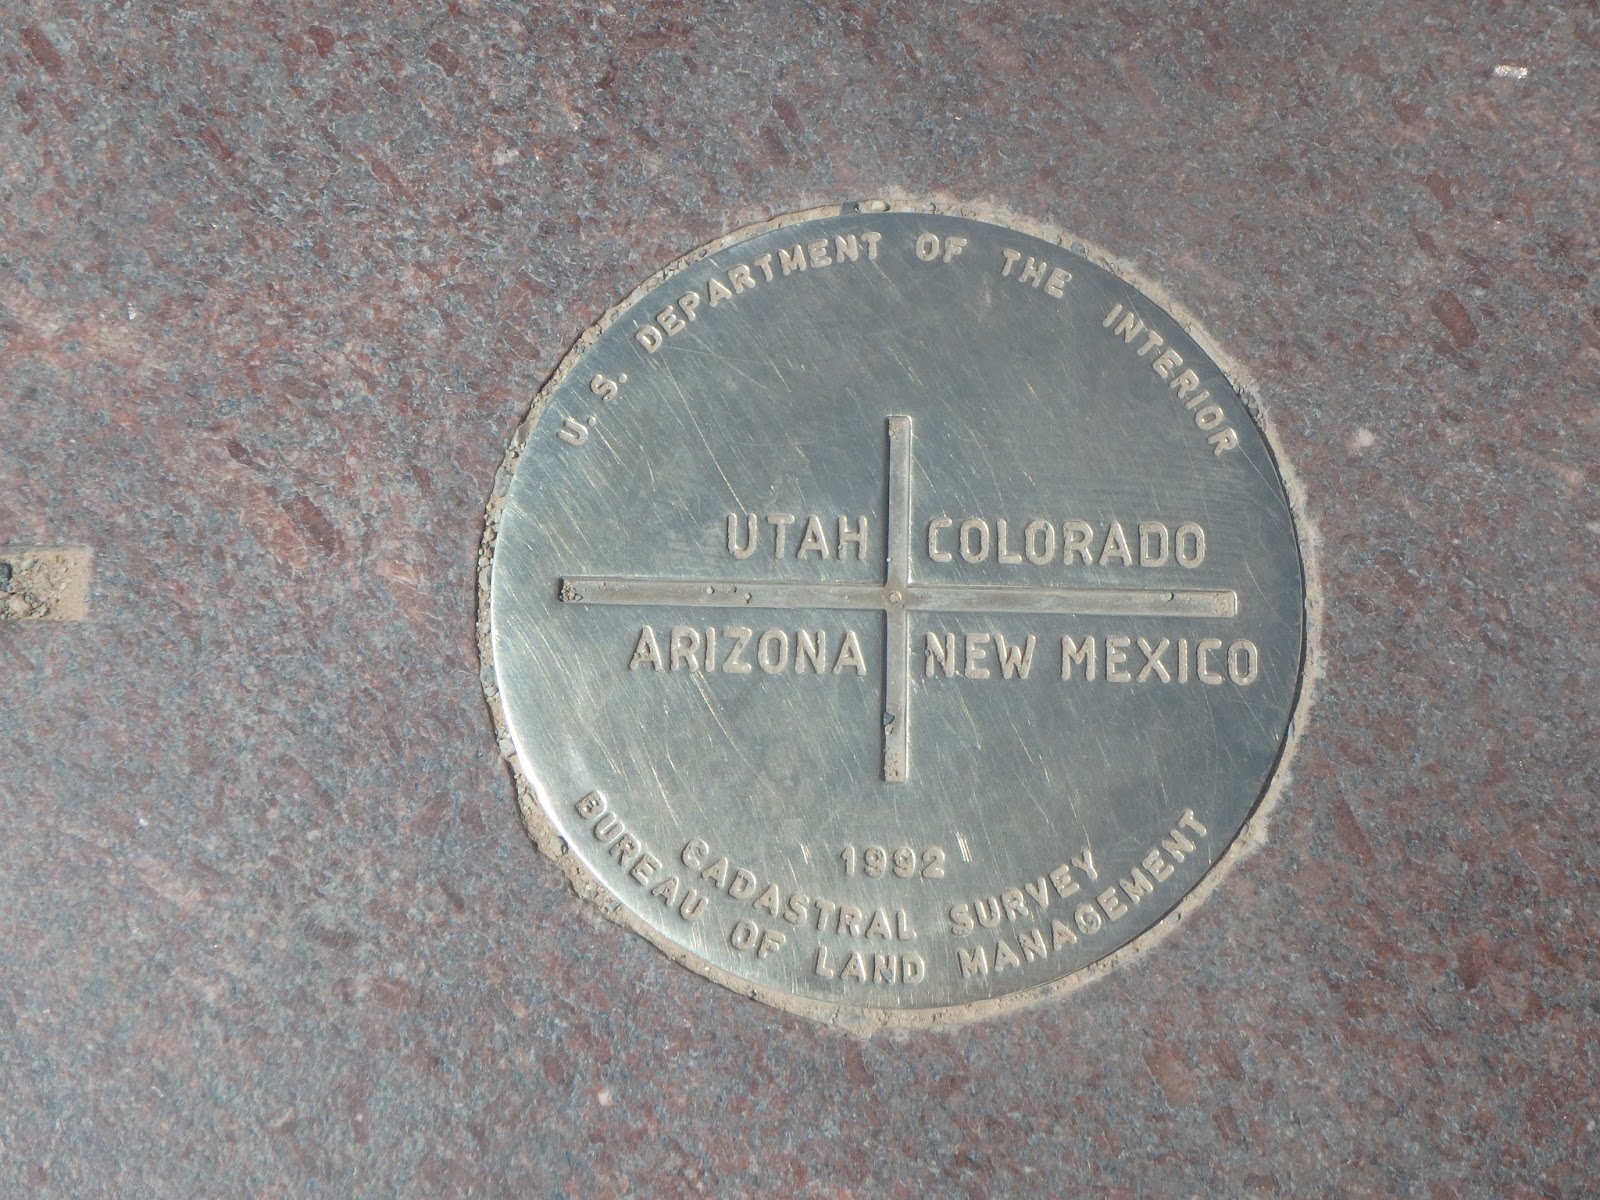 U. S. DEPARTMENT OF THE INTERIOR
UTAH COLORADO
ARIZONA NEW MEXICO
1992
CADASTRAL SURVEY
BUREAU OF LAND MANAGEMENT